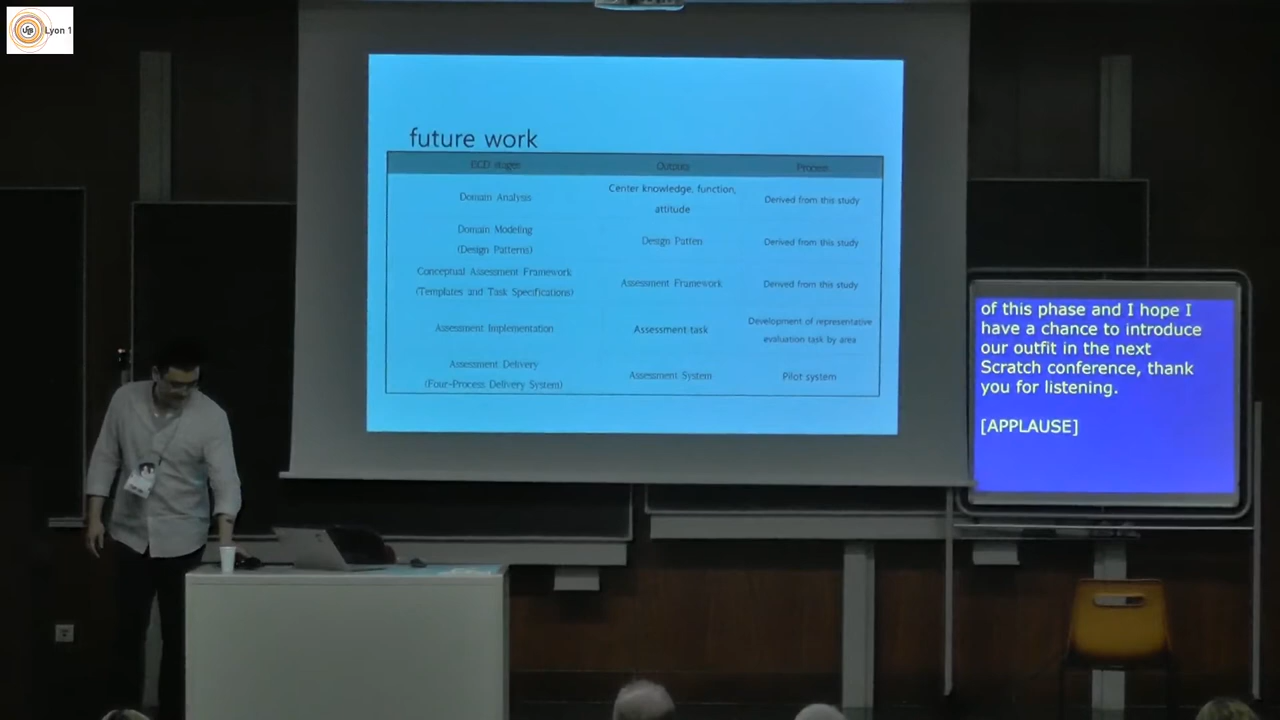 Lyon 1
future work
ECD stages Outputs Process
Domain Analysis
Center knowledge, function,
attitude
Derived from this study
Domain Modeling
(Design Patterns)
Design Patten
Derived from this study
Conceptual Assessment Framework
(Templates and Task Specifications)
Assessment Framework
Derived from this study
Assessment Implementation
Assessment task
Development of representative
evaluation task by area
Assessment Delivery
(Four-Process Delivery System)
Assessment System
Pilot system
of this phase and I hope I
have a chance to introduce
our outfit in the next
Scratch conference, thank
you for listening.
[APPLAUSE]